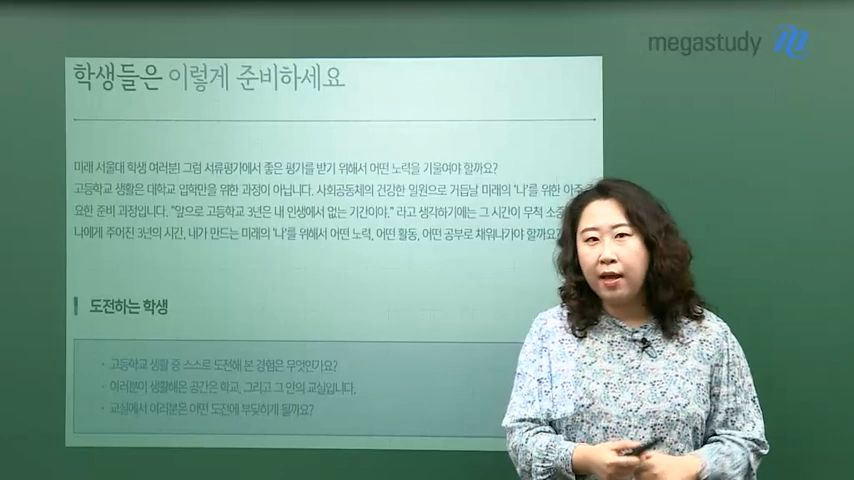 megastudy
학생들은 이렇게 준비하세요
미래 서울대 학생 여러분! 그럼 서류평가에서 좋은 평가를 받기 위해서 어떤 노력을 기울여야 할까요?
고등학교 생활은 대학교 입학만을 위한 과정이 아닙니다. 사회공동체의 건강한 일원으로 거듭날 미래의 '나'를 위한 아주
요한 준비 과정입니다. "앞으로 고등학교 3년은 내 인생에서 없는 기간이야." 라고 생각하기에는 그 시간이 무척 소중
나에게 주어진 3년의 시간, 내가 만드는 미래의 '나'를 위해서 어떤 노력, 어떤 활동, 어떤 공부로 채워나가야 할까요?
도전하는 학생
· 고등학교 생활 중 스스로 도전해 본 경험은 무엇인가요?
· 여러분이 생활해온 공간은 학교, 그리고 그 안의 교실입니다.
· 교실에서 여러분은 어떤 도전에 부딪하게 될까요?